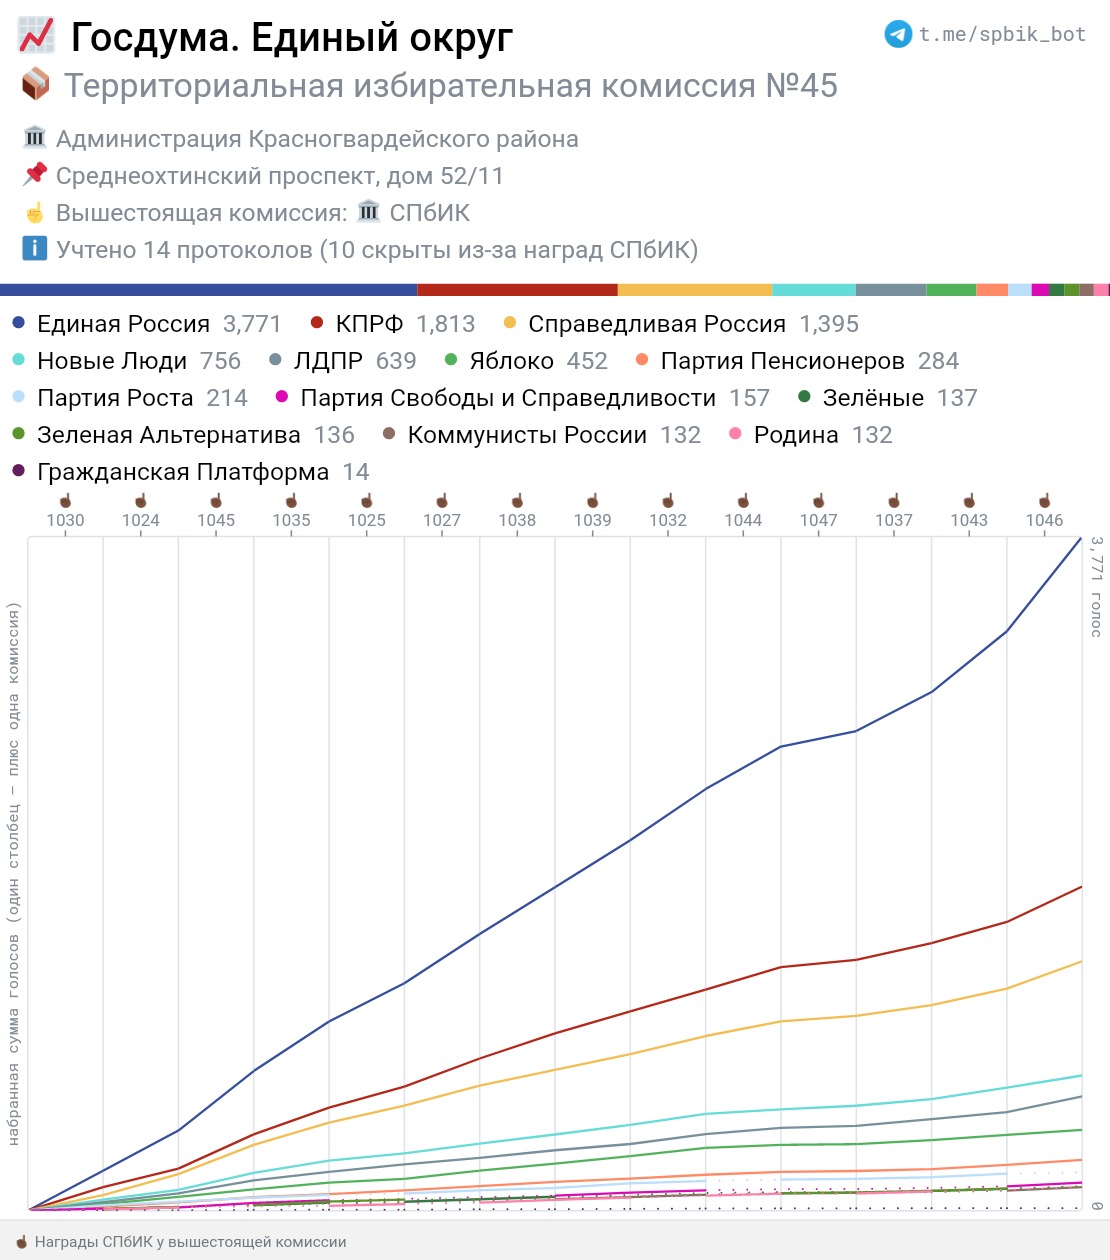 Госдума. Единый округ
t.me/spbik_bot
Территориальная избирательная комиссия №45
Администрация Красногвардейского района
Среднеохтинский проспект, дом 52/11
Вышестоящая комиссия: СПбИК
Учтено 14 протоколов (10 скрыты из-за наград СПбИК)
Единая Россия 3,771 КПРФ 1,813 Справедливая Россия 1,395
Новые Люди 756 ЛДПР 639 Яблоко 452 Партия Пенсионеров 284
Партия Роста 214 Партия Свободы и Справедливости 157 Зелёные 137
Зеленая Альтернатива 136 Коммунисты России 132 Родина 132
Гражданская Платформа 14
1030 1024 1045 1035 1025 1027 1038 1039 1032 1044 1047 1037 1043 1046
набранная сумма голосов (один столбец — плюс одна комиссия)
3,771 голос
0
Награды СПбИК у вышестоящей комиссии